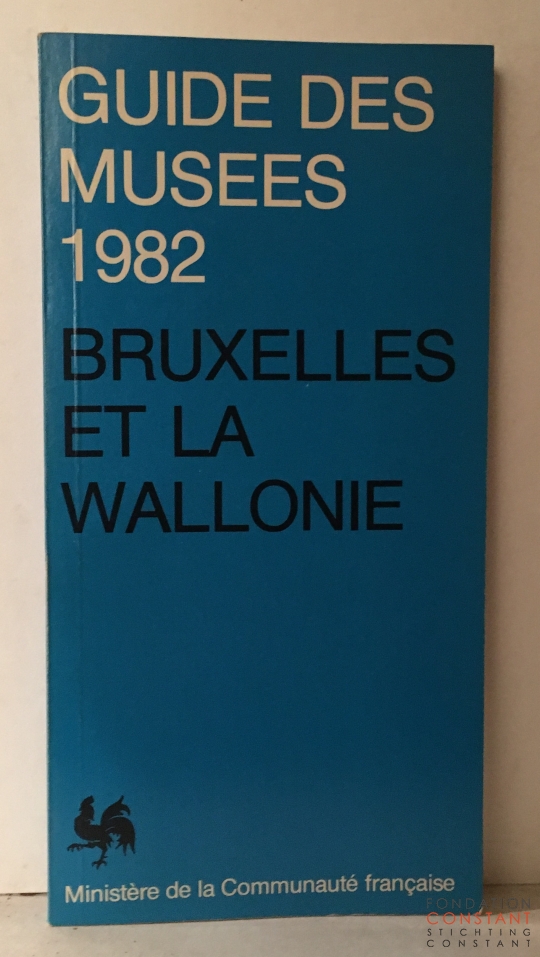 GUIDE DES
MUSEES
1982
BRUXELLES
ET LA
WALLONIE
Ministère de la Communauté française
FONDATION
CONSTANT
STICHTING
CONSTANT